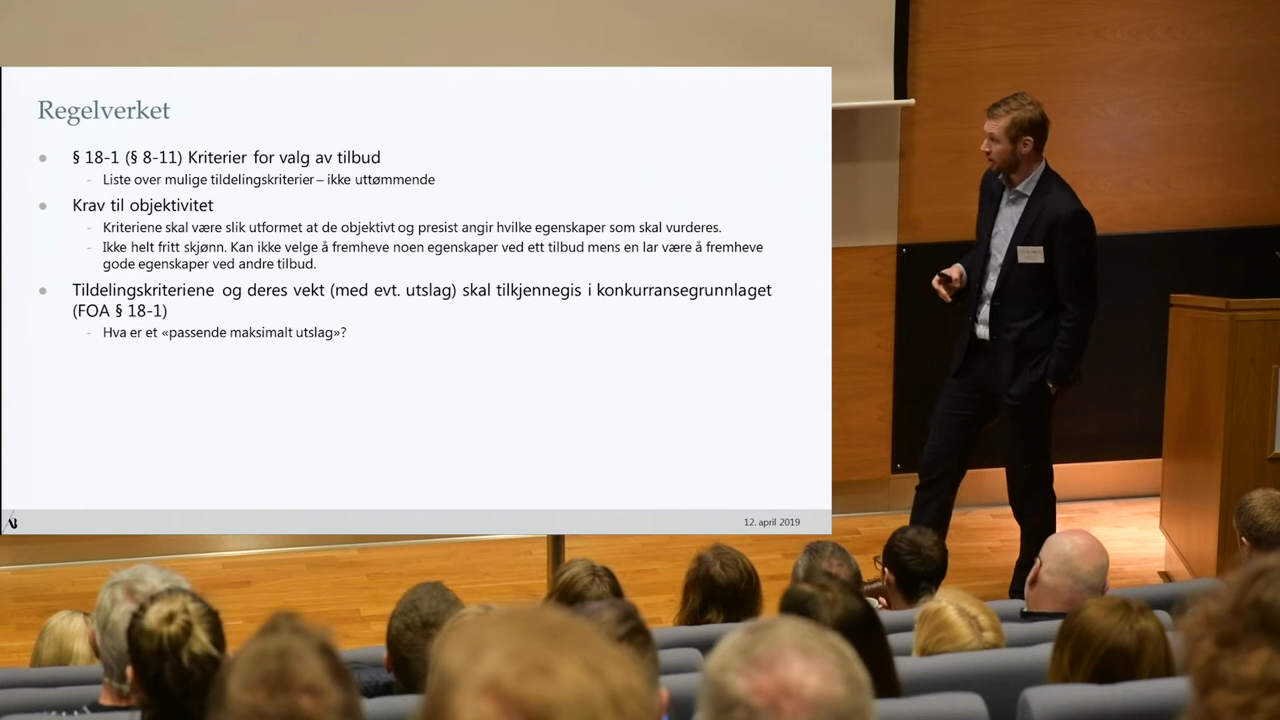 Regelverket
§ 18-1 (§ 8-11) Kriterier for valg av tilbud
- Liste over mulige tildelingskriterier – ikke uttømmende
Krav til objektivitet
- Kriteriene skal være slik utformet at de objektivt og presist angir hvilke egenskaper som skal vurderes.
- Ikke helt fritt skjønn. Kan ikke velge å fremheve noen egenskaper ved ett tilbud mens en lar være å fremheve
gode egenskaper ved andre tilbud.
Tildelingskriteriene og deres vekt (med evt. utslag) skal tilkjennegis i konkurransegrunnlaget
(FOA § 18-1)
- Hva er et «passende maksimalt utslag»?
12. april 2019